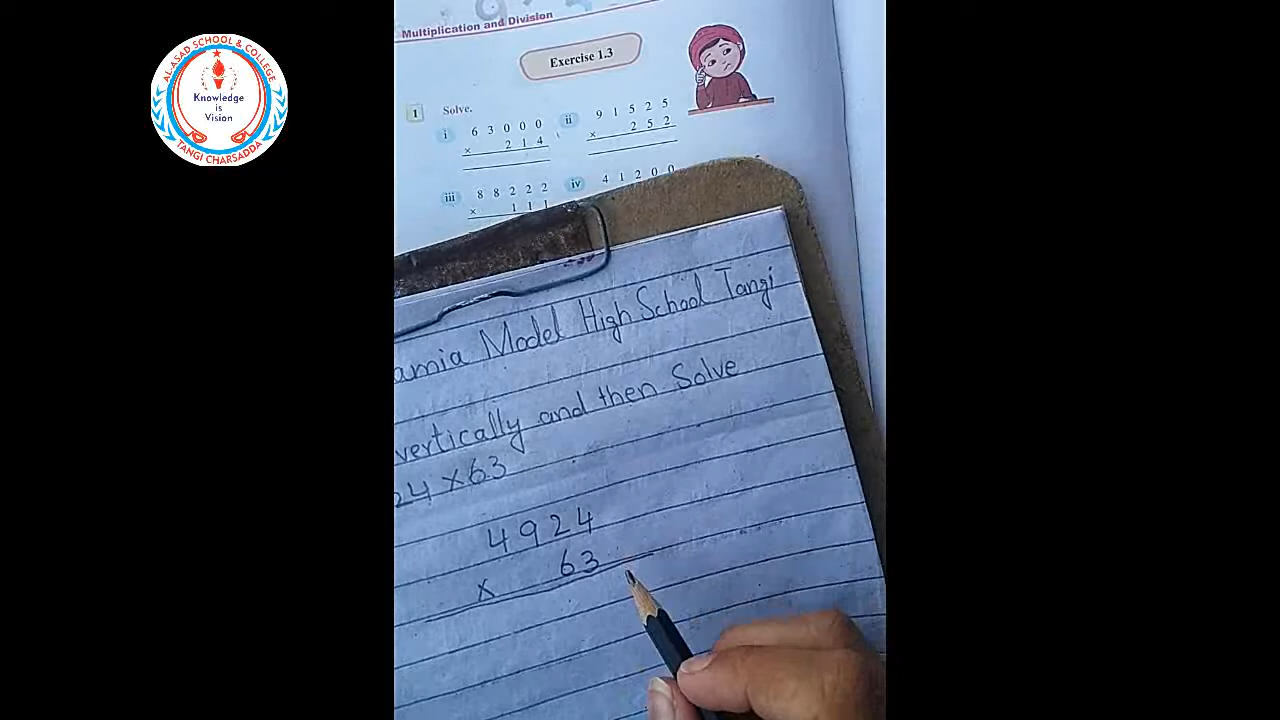 AL-ASAD SCHOOL & COLLEGE
Knowledge
is
Vision
TANGI CHARSADDA
Multiplication and Division
Exercise 1.3
1 Solve.
i 6 3 0 0 0
× 2 1 4
ii 9 1 5 2 5
× 2 5 2
iii 8 8 2 2 2
× 1 1 1
iv 4 1 2 0 0
amia Model High School Tangi
vertically and then Solve
24 × 63
4924
× 63